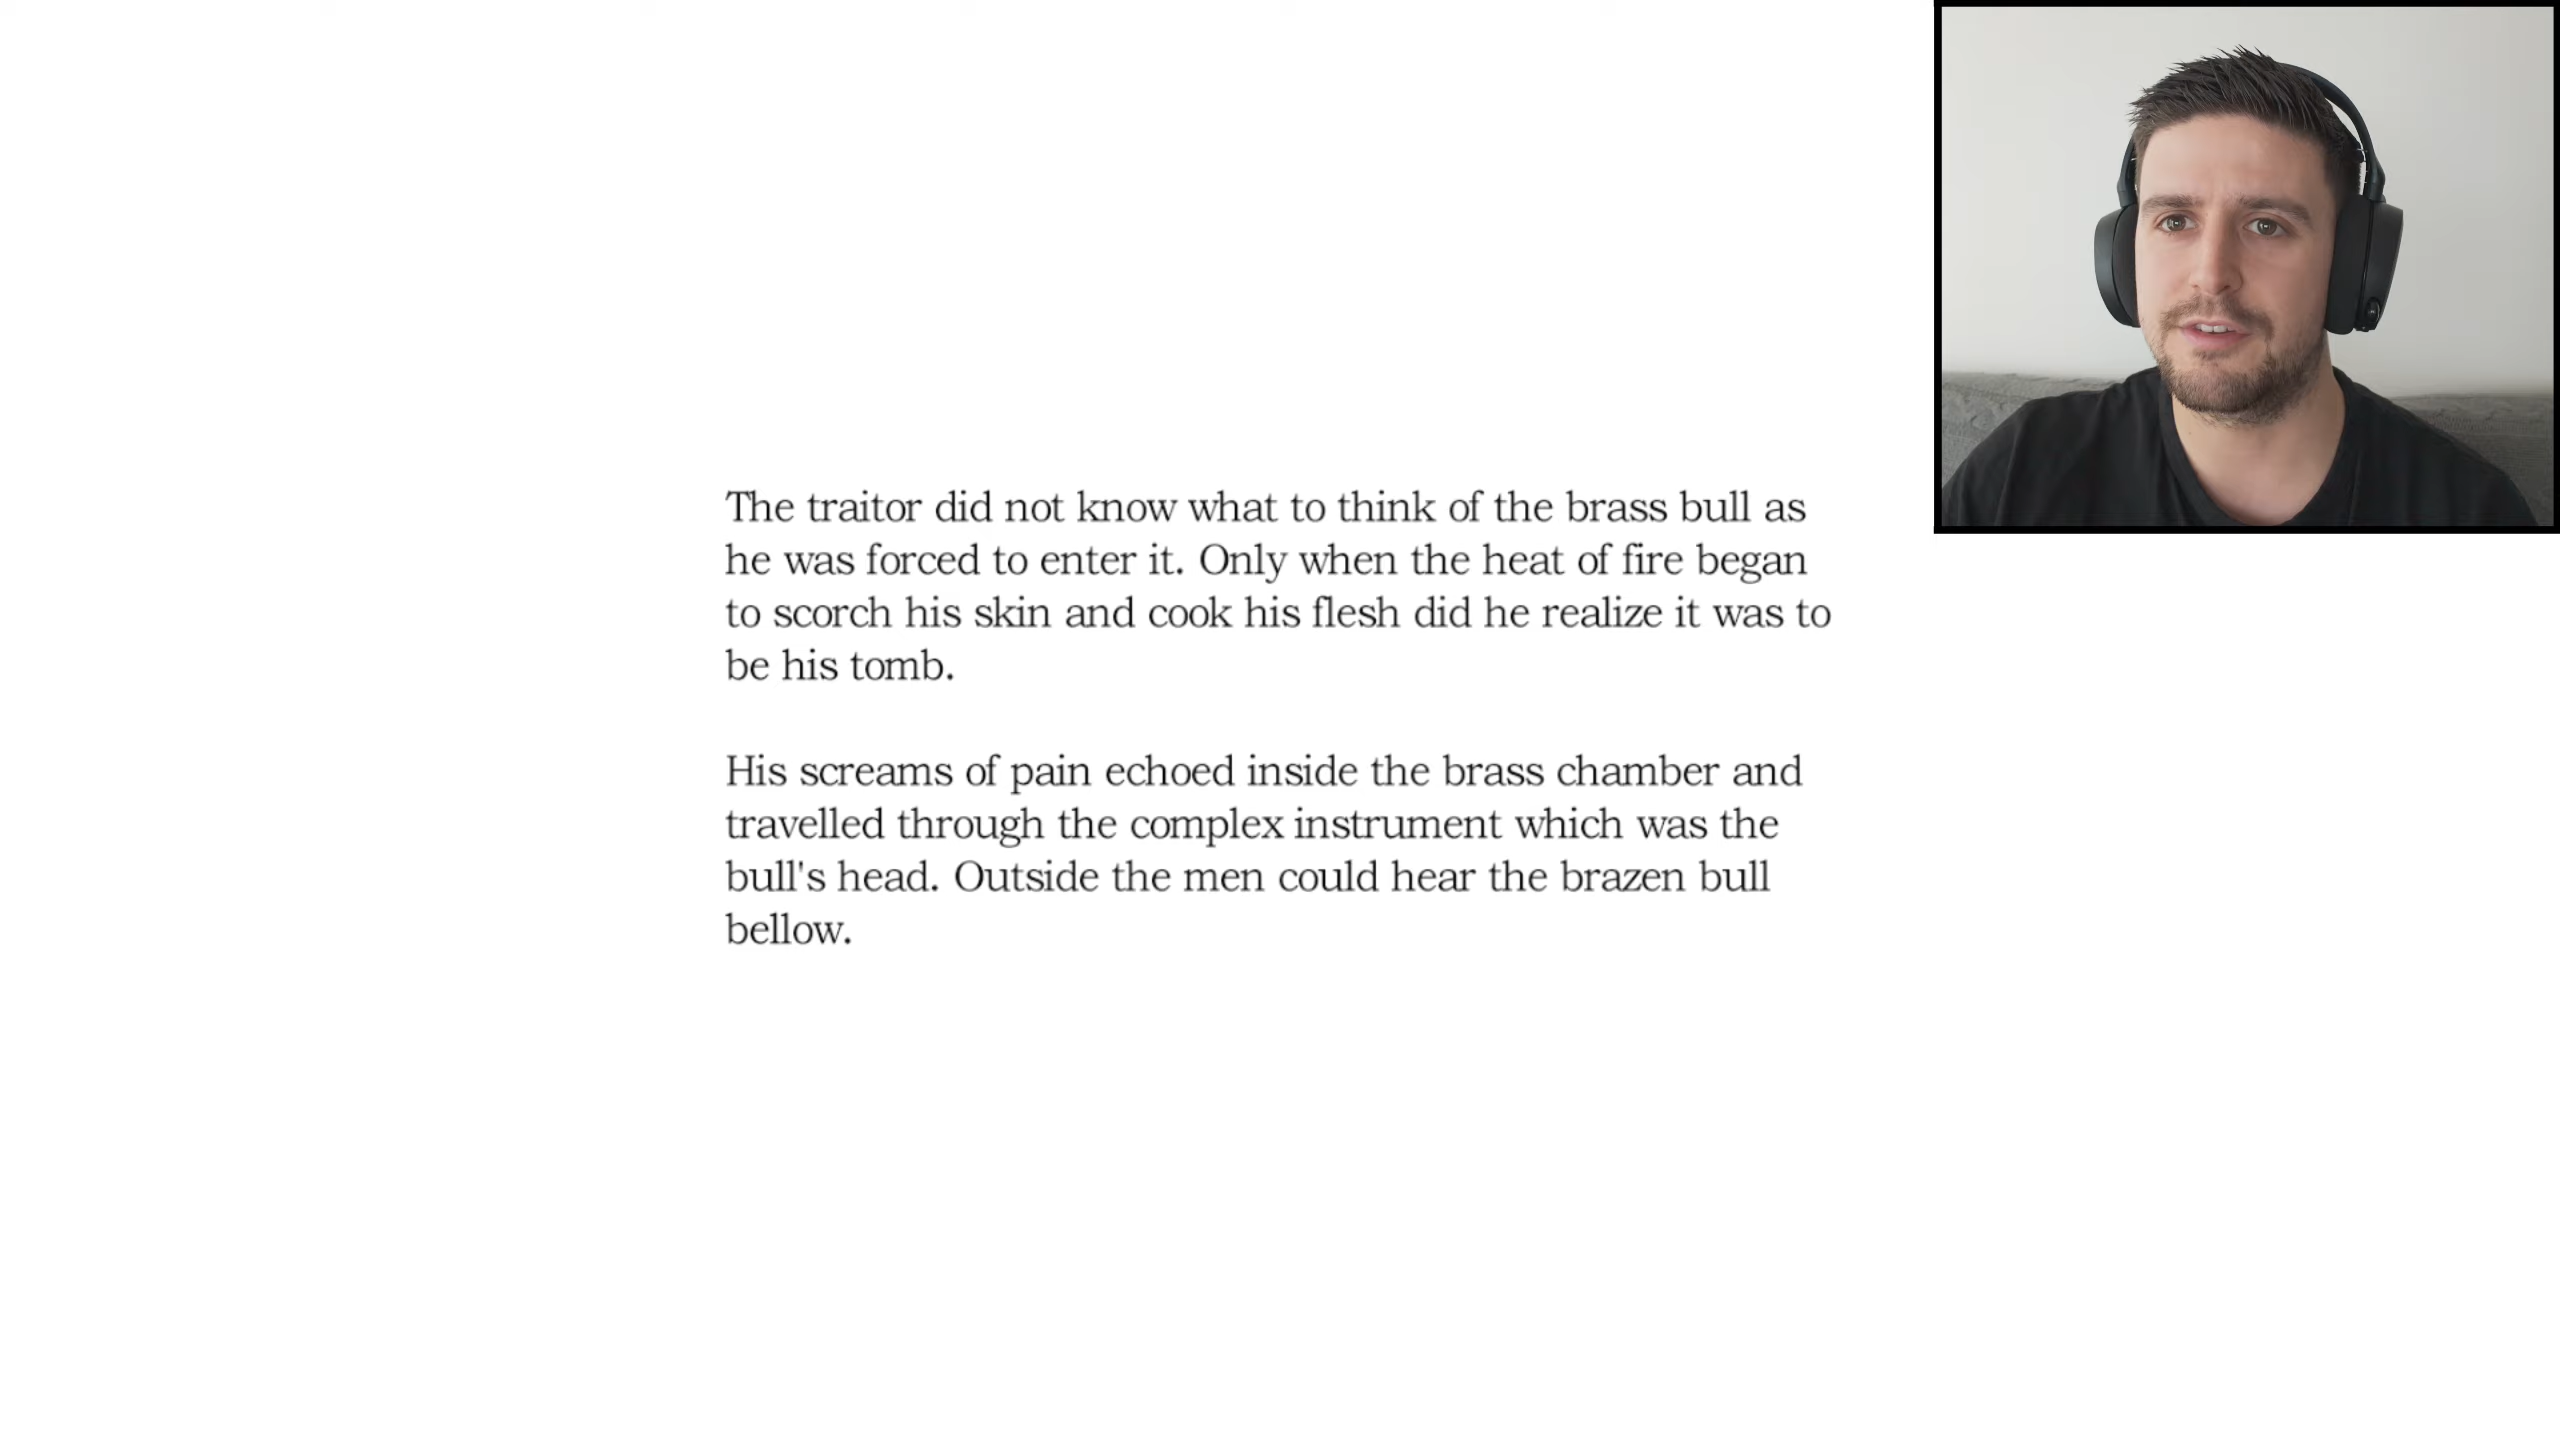 The traitor did not know what to think of the brass bull as
he was forced to enter it. Only when the heat of fire began
to scorch his skin and cook his flesh did he realize it was to
be his tomb.
His screams of pain echoed inside the brass chamber and
travelled through the complex instrument which was the
bull's head. Outside the men could hear the brazen bull
bellow.